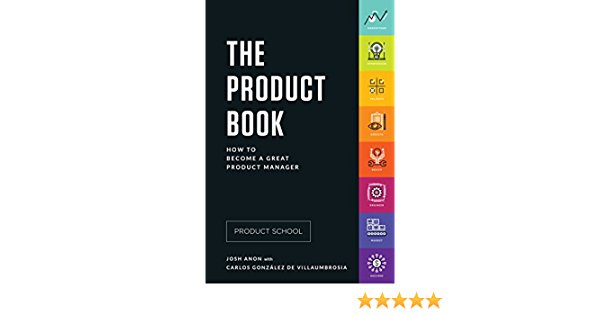 THE
PRODUCT
BOOK
HOW TO
BECOME A GREAT
PRODUCT MANAGER
PRODUCT SCHOOL
JOSH ANON with
CARLOS GONZÁLEZ DE VILLAUMBROSIA